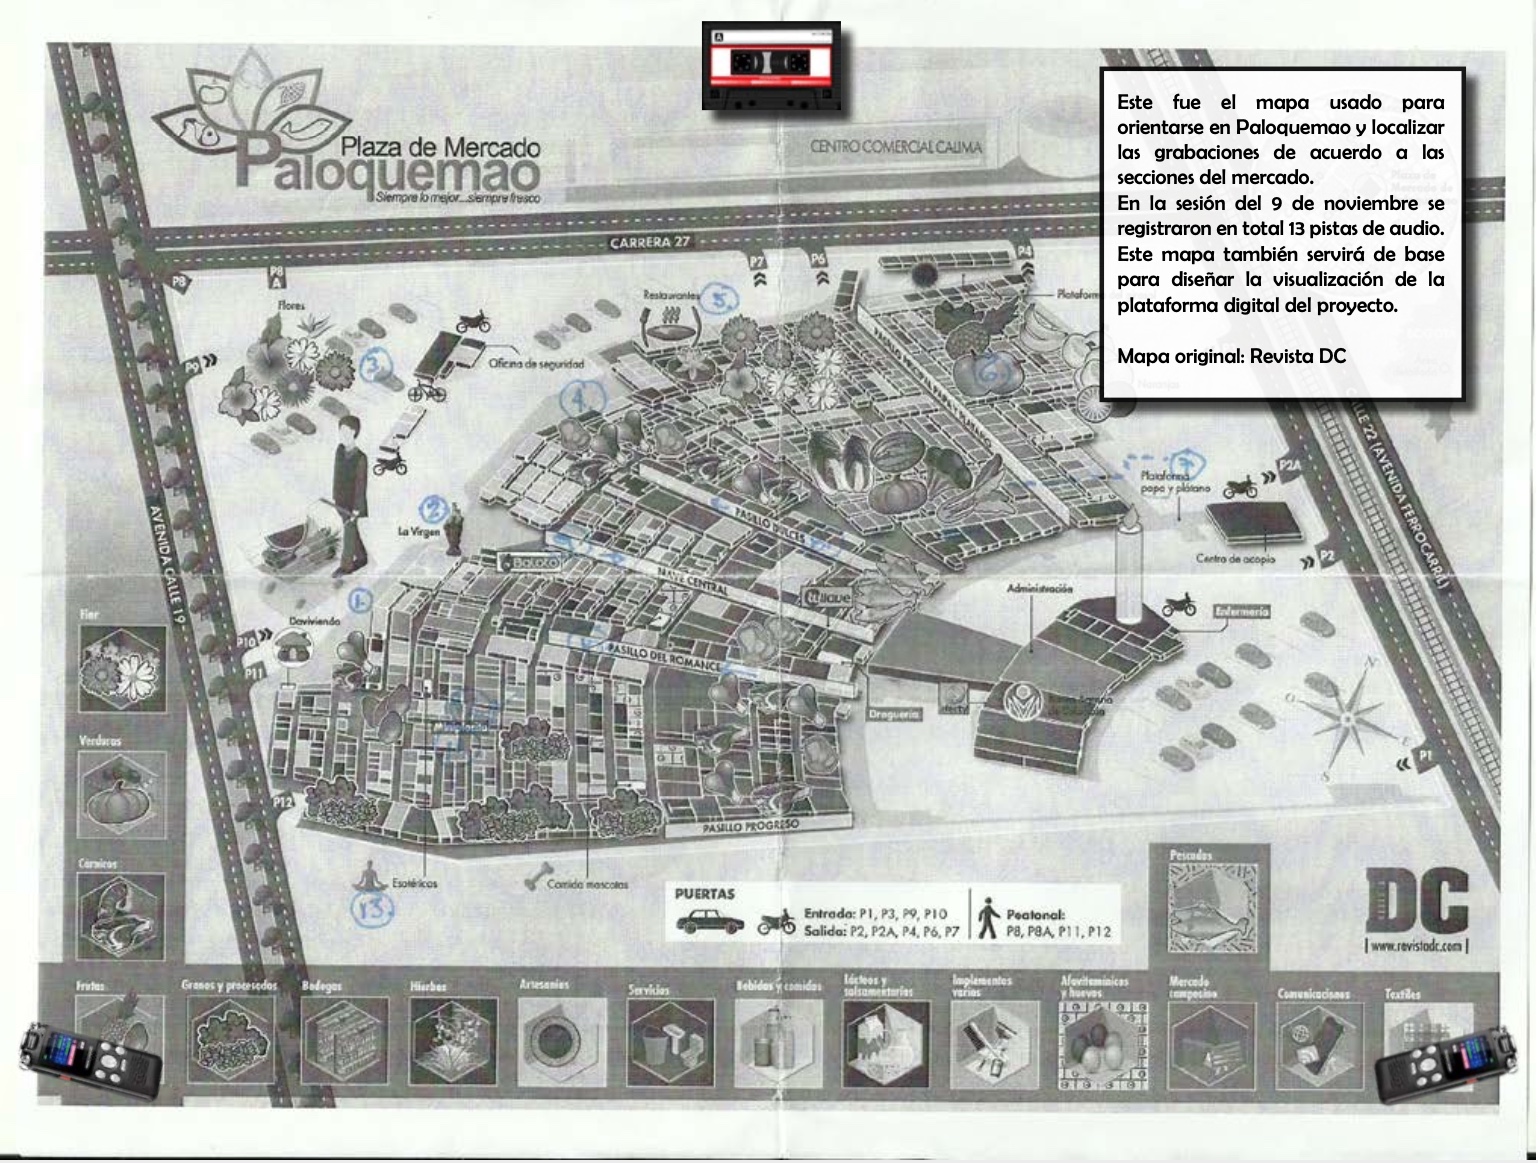 A
Plaza de Mercado
Paloquemao
Siempre lo mejor...siempre fresco
CENTRO COMERCIAL CALIMA
Este fue el mapa usado para
orientarse en Paloquemao y localizar
las grabaciones de acuerdo a las
secciones del mercado.
En la sesión del 9 de noviembre se
registraron en total 13 pistas de audio.
Este mapa también servirá de base
para diseñar la visualización de la
plataforma digital del proyecto.
Mapa original: Revista DC
CARRERA 27
P8
P8
A
P7
P6
P4
Flores
Restaurantes
5.
P9
3.
Oficina de seguridad
4.
6.
CALLE 22 (AVENIDA FERROCARRIL)
7
P2A
Plataforma
papa y plátano
2
La Virgen
AVENIDA CALLE 19
PASILLO DULCES
Centro de acopio
P2
Baloto
NAVE CENTRAL
Administración
Enfermería
Fler
1.
Davivienda
P10
P11
PASILLO DEL ROMANCE
Droguería
N
O
S
P1
Verduras
P12
PASILLO PROGRESO
Cárnicos
Esotéricos
Comida mascotas
13.
PUERTAS
Entrada: P1, P3, P9, P10
Salida: P2, P2A, P4, P6, P7
Peatonal:
P8, P8A, P11, P12
Pescados
DC
| www.revistadc.com |
Frutas
Granos y procesados
Bodegas
Hierbas
Artesanías
Servicios
Bebidas y comidas
Lácteos y
salsamentarias
Implementos
varios
Afrovitamínicos
y huevos
Mercado
campesino
Comunicaciones
Textiles